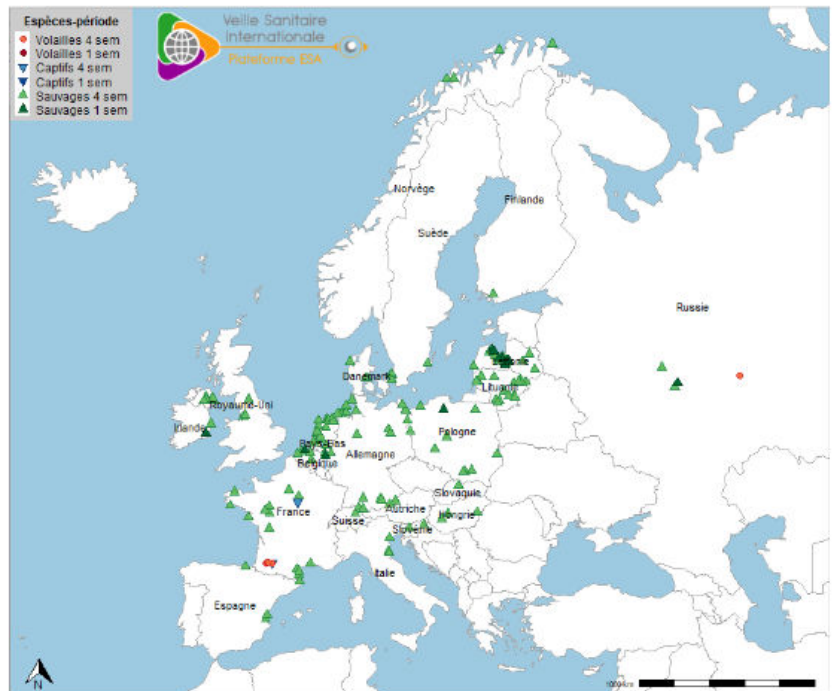 Espèces-période
Volailles 4 sem
Volailles 1 sem
Captifs 4 sem
Captifs 1 sem
Sauvages 4 sem
Sauvages 1 sem
Veille Sanitaire
Internationale
Plateforme ESA
Norvège
Finlande
Suède
Russie
Danemark
Lituanie
Royaume-Uni
Irlande
Pays-Bas
Pologne
Belgique
Allemagne
Slovaquie
France
Autriche
Hongrie
Suisse
Slovénie
Italie
Espagne
N